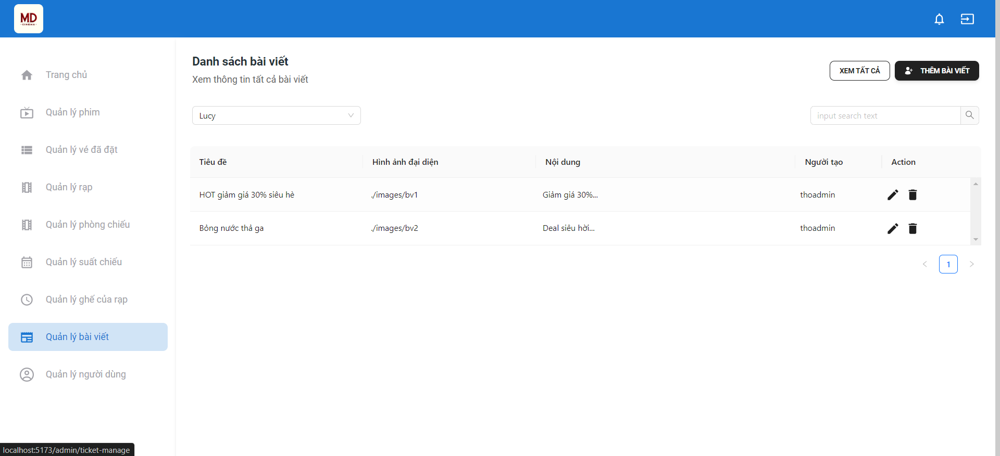 MD
CINEMA
Trang chủ
Quản lý phim
Quản lý vé đã đặt
Quản lý rạp
Quản lý phòng chiếu
Quản lý suất chiếu
Quản lý ghế của rạp
Quản lý bài viết
Quản lý người dùng
Danh sách bài viết
Xem thông tin tất cả bài viết
XEM TẤT CẢ
THÊM BÀI VIẾT
Lucy
input search text
Tiêu đề Hình ảnh đại diện Nội dung Người tạo Action
HOT giảm giá 30% siêu hè ./images/bv1 Giảm giá 30%... thoadmin
Bỏng nước thả ga ./images/bv2 Deal siêu hời... thoadmin
1
localhost:5173/admin/ticket-manage